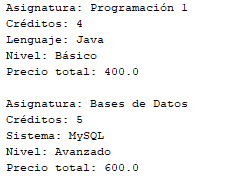 Asignatura: Programación 1
Créditos: 4
Lenguaje: Java
Nivel: Básico
Precio total: 400.0

Asignatura: Bases de Datos
Créditos: 5
Sistema: MySQL
Nivel: Avanzado
Precio total: 600.0